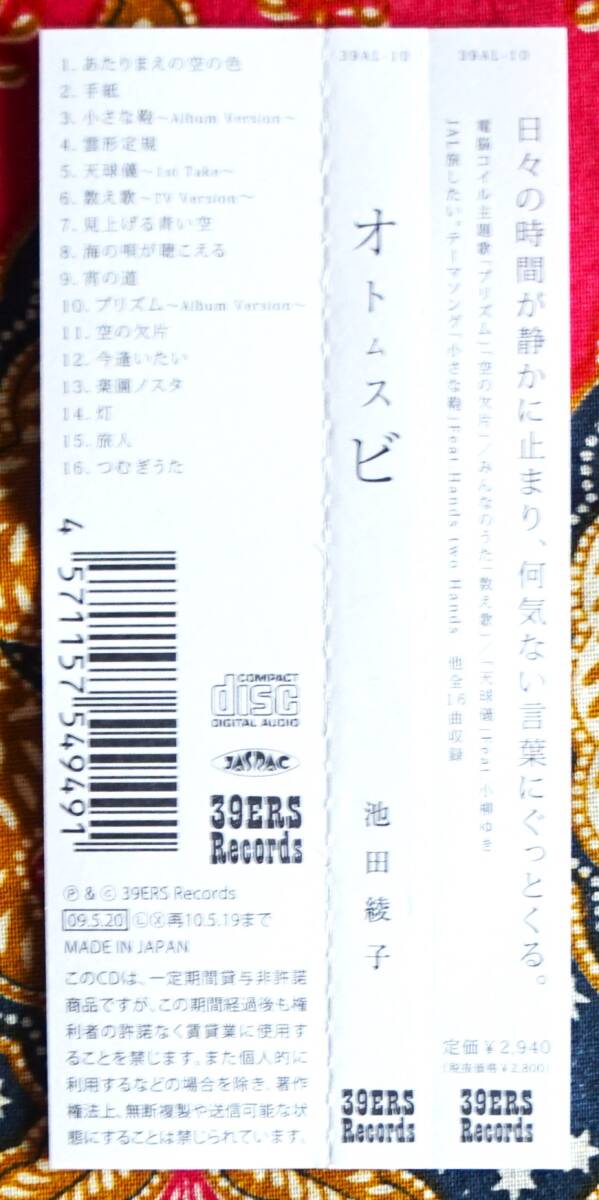 1. あたりまえの空の色
2. 手紙
3. 小さな鞄〜Album Version〜
4. 雲形定規
5. 天球儀〜1st Take〜
6. 数え歌〜TV Version〜
7. 見上げる青い空
8. 海の唄が聴こえる
9. 宵の道
10. プリズム〜Album Version〜
11. 空の欠片
12. 今逢いたい
13. 楽園ノスタ
14. 灯
15. 旅人
16. つむぎうた
4 571157 549491
COMPACT
disc
DIGITAL AUDIO
JASRAC
39ERS
Records
Ⓟ & Ⓒ 39ERS Records
09.5.20 Ⓛ Ⓧ 再10.5.19まで
MADE IN JAPAN
このCDは、一定期間貸与非許諾
商品ですが、この期間経過後も権
利者の許諾なく賃貸業に使用す
ることを禁じます。また個人的に
利用するなどの場合を除き、著作
権法上、無断複製や送信可能な状
態にすることは禁じられています。
39AL-10
オトムスビ
池田綾子
39ERS
Records
39AL-10
日々の時間が静かに止まり、何気ない言葉にぐっとくる。
電脳コイル主題歌「プリズム」「空の欠片」/みんなのうた「数え歌」/「天球儀」feat 小柳ゆき/
JAL旅したい。テーマソング「小さな鞄」feat Hands two Hands 他全16曲収録
定価¥2,940
(税抜価格¥2,800)
39ERS
Records